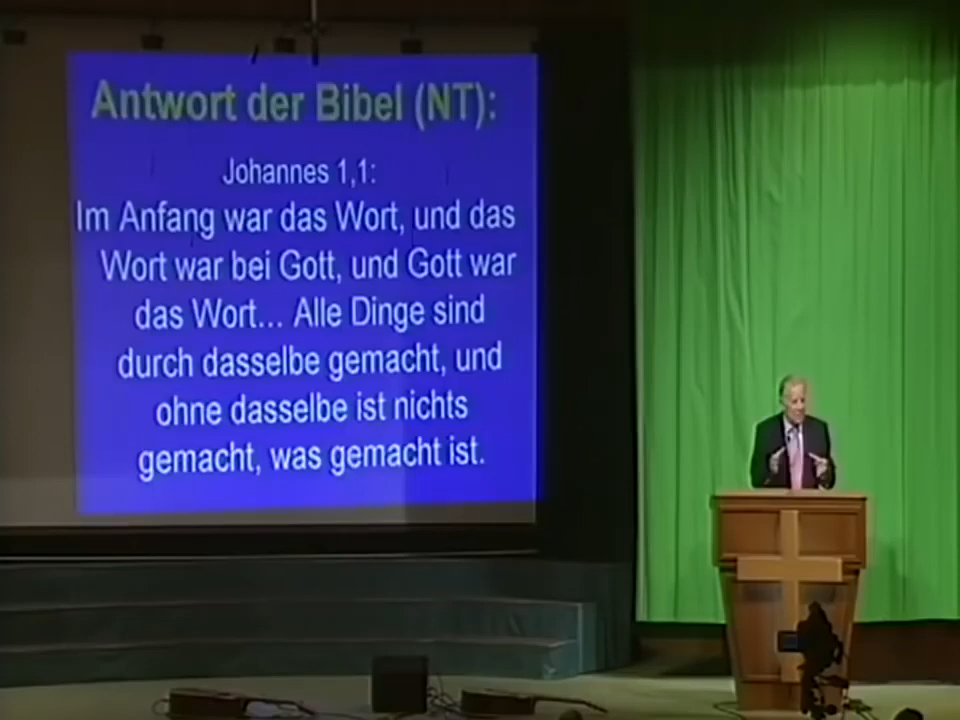 Antwort der Bibel (NT):
Johannes 1,1:
Im Anfang war das Wort, und das
Wort war bei Gott, und Gott war
das Wort... Alle Dinge sind
durch dasselbe gemacht, und
ohne dasselbe ist nichts
gemacht, was gemacht ist.